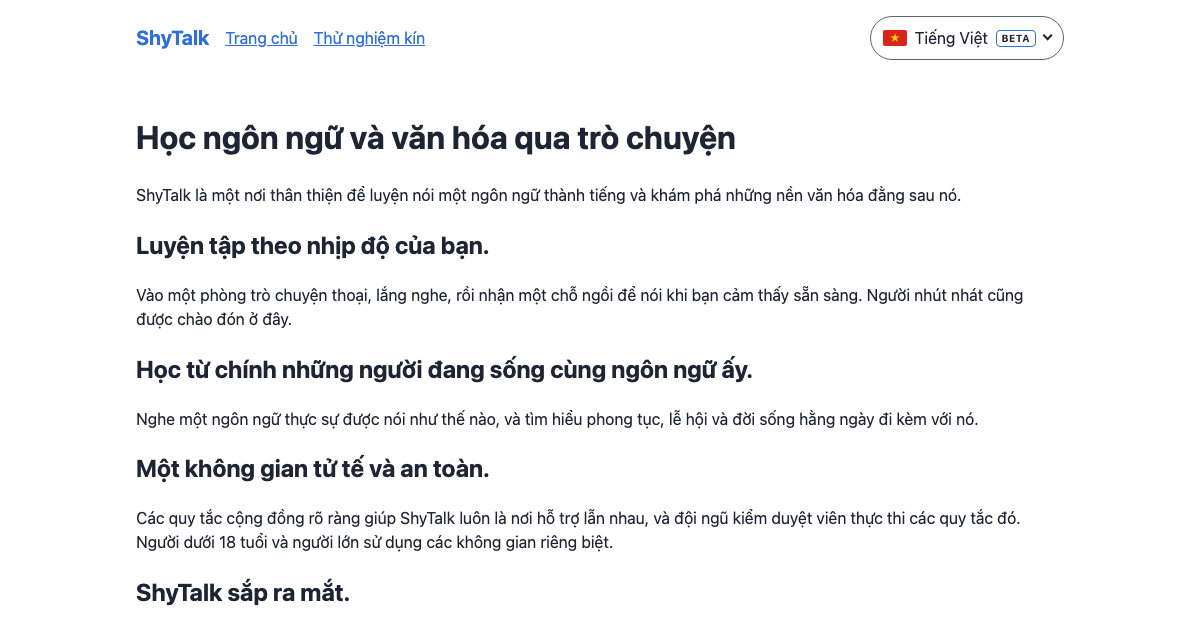 ShyTalk Trang chủ Thử nghiệm kín Tiếng Việt BETA
Học ngôn ngữ và văn hóa qua trò chuyện
ShyTalk là một nơi thân thiện để luyện nói một ngôn ngữ thành tiếng và khám phá những nền văn hóa đằng sau nó.
Luyện tập theo nhịp độ của bạn.
Vào một phòng trò chuyện thoại, lắng nghe, rồi nhận một chỗ ngồi để nói khi bạn cảm thấy sẵn sàng. Người nhút nhát cũng
được chào đón ở đây.
Học từ chính những người đang sống cùng ngôn ngữ ấy.
Nghe một ngôn ngữ thực sự được nói như thế nào, và tìm hiểu phong tục, lễ hội và đời sống hằng ngày đi kèm với nó.
Một không gian tử tế và an toàn.
Các quy tắc cộng đồng rõ ràng giúp ShyTalk luôn là nơi hỗ trợ lẫn nhau, và đội ngũ kiểm duyệt viên thực thi các quy tắc đó.
Người dưới 18 tuổi và người lớn sử dụng các không gian riêng biệt.
ShyTalk sắp ra mắt.